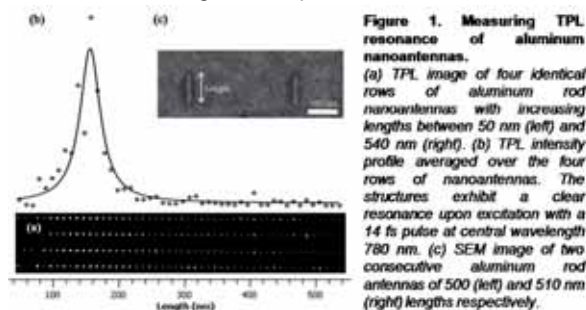 (b)
(c)
Length
(a)
100
200
300
400
500
Length (nm)
Figure 1. Measuring TPL
resonance of aluminum
nanoantennas.
(a) TPL image of four identical
rows of aluminum rod
nanoantennas with increasing
lengths between 50 nm (left) and
540 nm (right). (b) TPL intensity
profile averaged over the four
rows of nanoantennas. The
structures exhibit a clear
resonance upon excitation with a
14 fs pulse at central wavelength
780 nm. (c) SEM image of two
consecutive aluminum rod
antennas of 500 (left) and 510 nm
(right) lengths respectively.